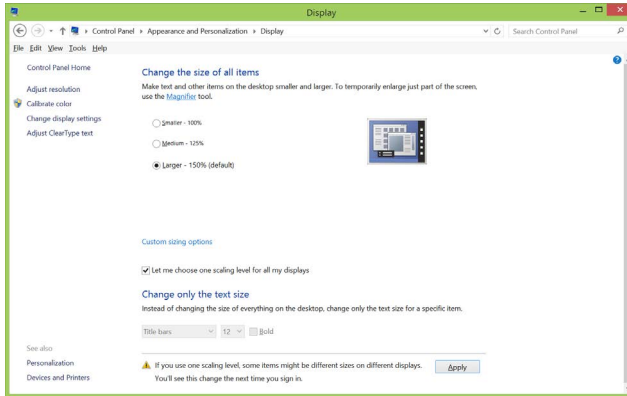 Display
Control Panel ▸ Appearance and Personalization ▸ Display
Search Control Panel
File Edit View Tools Help
Control Panel Home
Adjust resolution
Calibrate color
Change display settings
Adjust ClearType text
Change the size of all items
Make text and other items on the desktop smaller and larger. To temporarily enlarge just part of the screen,
use the Magnifier tool.
Smaller - 100%
Medium - 125%
Larger - 150% (default)
Custom sizing options
Let me choose one scaling level for all my displays
Change only the text size
Instead of changing the size of everything on the desktop, change only the text size for a specific item.
Title bars 12 Bold
See also
Personalization
Devices and Printers
If you use one scaling level, some items might be different sizes on different displays.
You'll see this change the next time you sign in.
Apply